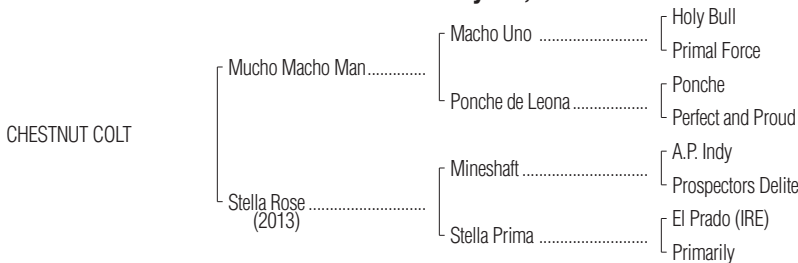 Holy Bull
Macho Uno ...............
Primal Force
Mucho Macho Man..............
Ponche
Ponche de Leona..................
Perfect and Proud
CHESTNUT COLT
A.P. Indy
Mineshaft .........................
Prospectors Delite
Stella Rose ........................
(2013)
El Prado (IRE)
Stella Prima ......................
Primarily